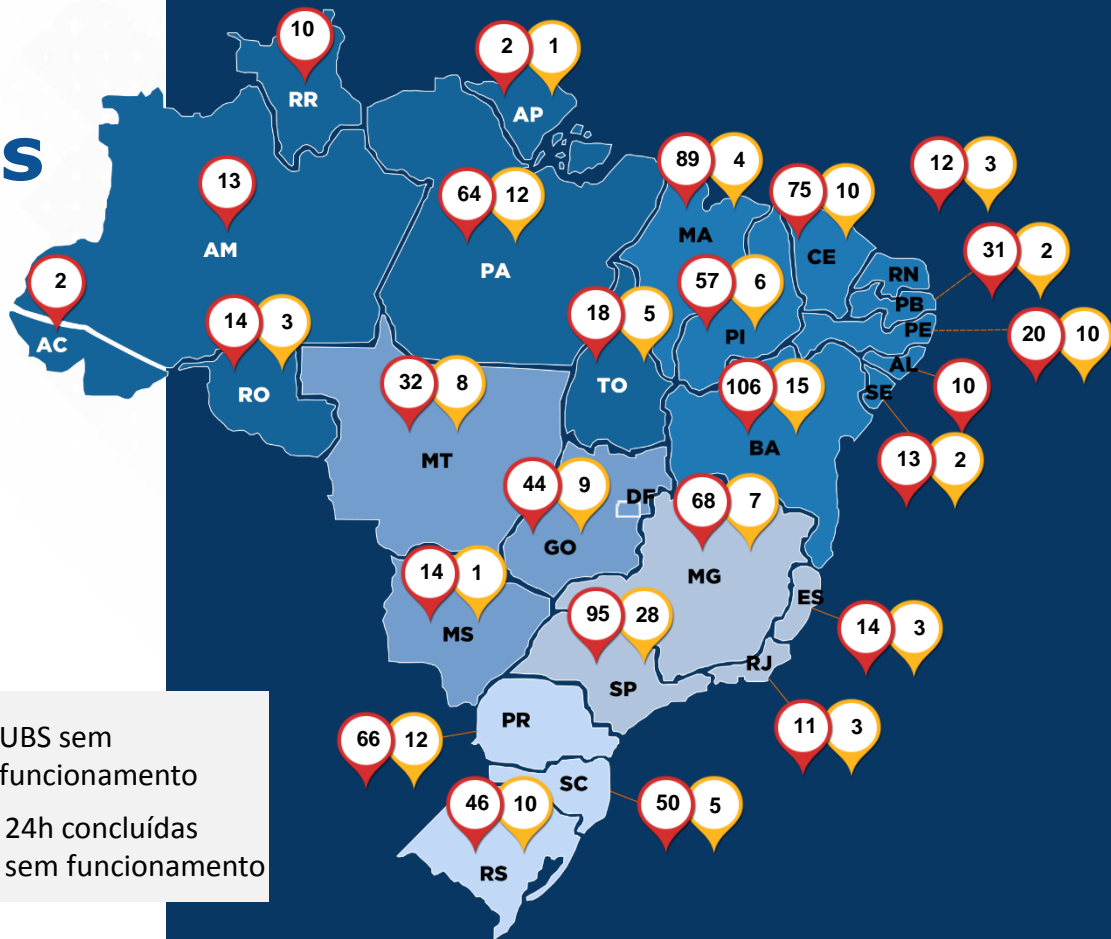 10
RR
2 1
AP
s
89 4
12 3
13
64 12
75 10
MA
AM
CE
31 2
PA
RN
2
57 6
PB
14 3
18 5
PE
20 10
AC
PI
AL
RO
32 8
TO
106 15
SE
10
BA
MT
13 2
44 9
DF
68 7
GO
14 1
MG
ES
95 28
14 3
MS
RJ
SP
PR
11 3
66 12
UBS sem
funcionamento
SC
46 10
50 5
24h concluídas
sem funcionamento
RS